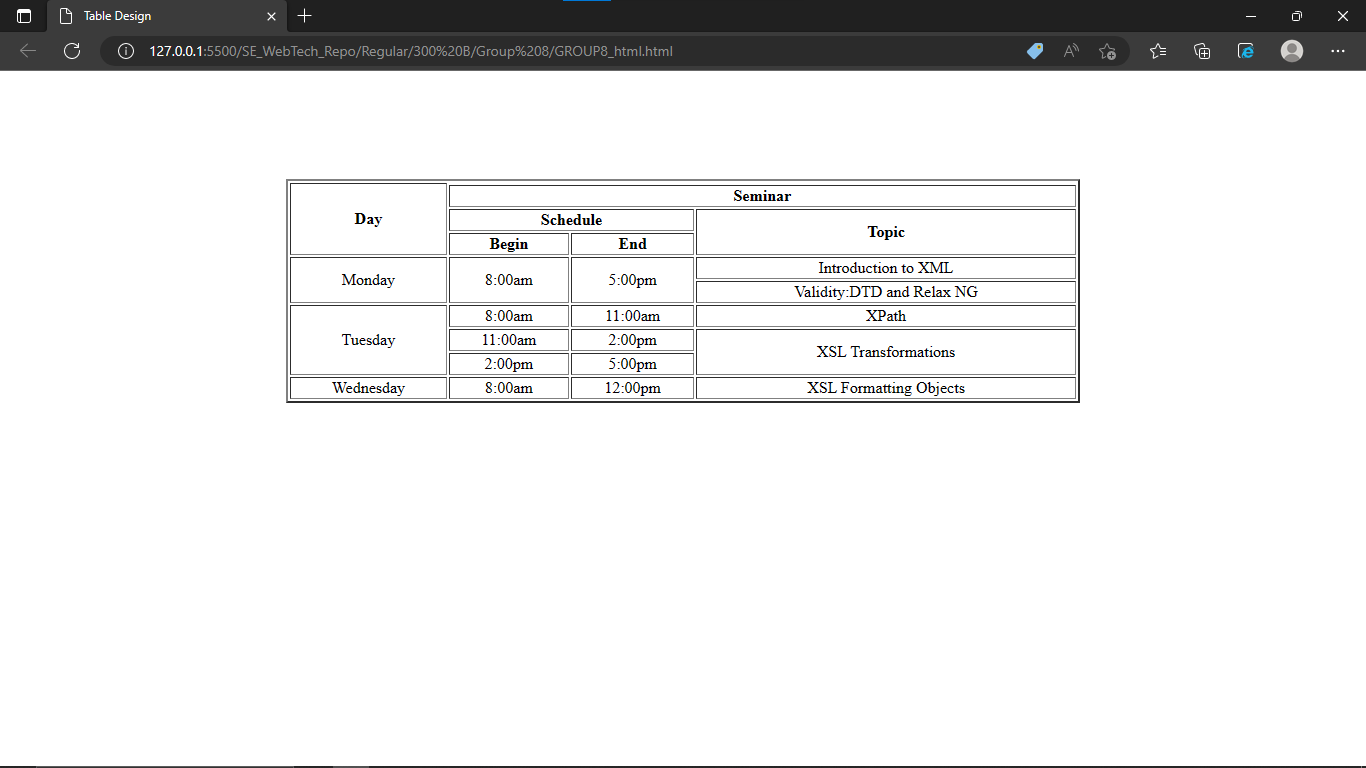 Table Design
127.0.0.1:5500/SE_WebTech_Repo/Regular/300%20B/Group%208/GROUP8_html.html
Day Seminar
Schedule Topic
Begin End
Monday 8:00am 5:00pm Introduction to XML
Validity:DTD and Relax NG
Tuesday 8:00am 11:00am XPath
11:00am 2:00pm XSL Transformations
2:00pm 5:00pm
Wednesday 8:00am 12:00pm XSL Formatting Objects